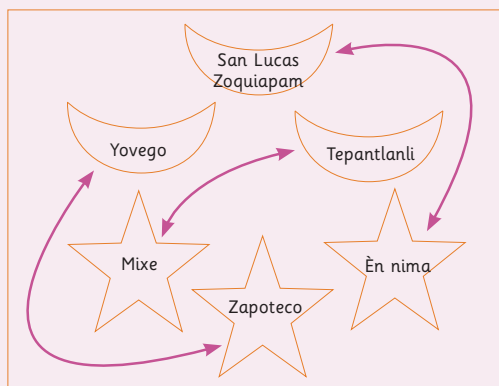 San Lucas
Zoquiapam
Yovego
Tepantlanli
Mixe
Èn nima
Zapoteco